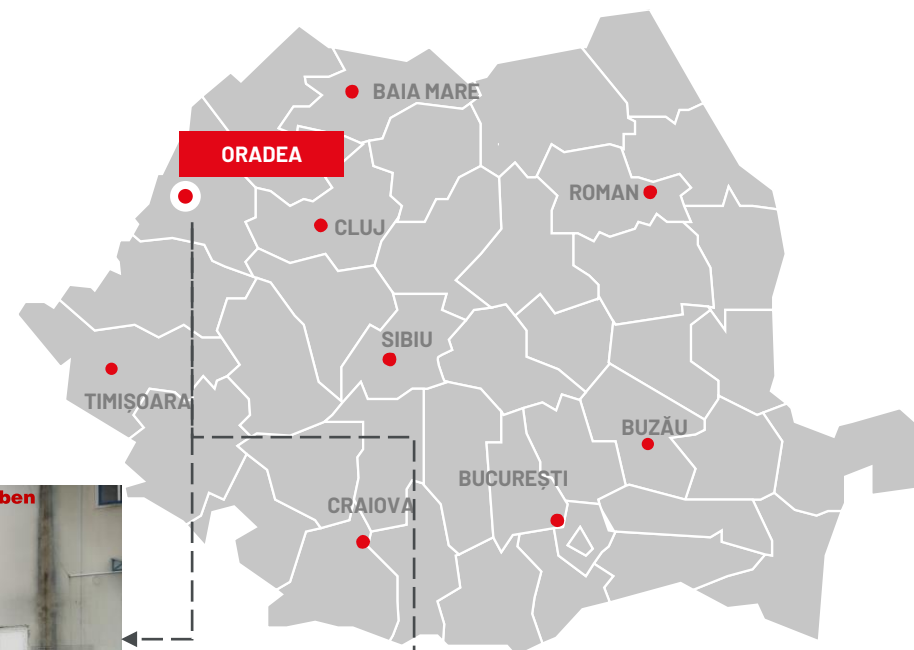 BAIA MARE
ORADEA
ROMAN
CLUJ
SIBIU
TIMIȘOARA
BUZĂU
BUCUREȘTI
ben
CRAIOVA